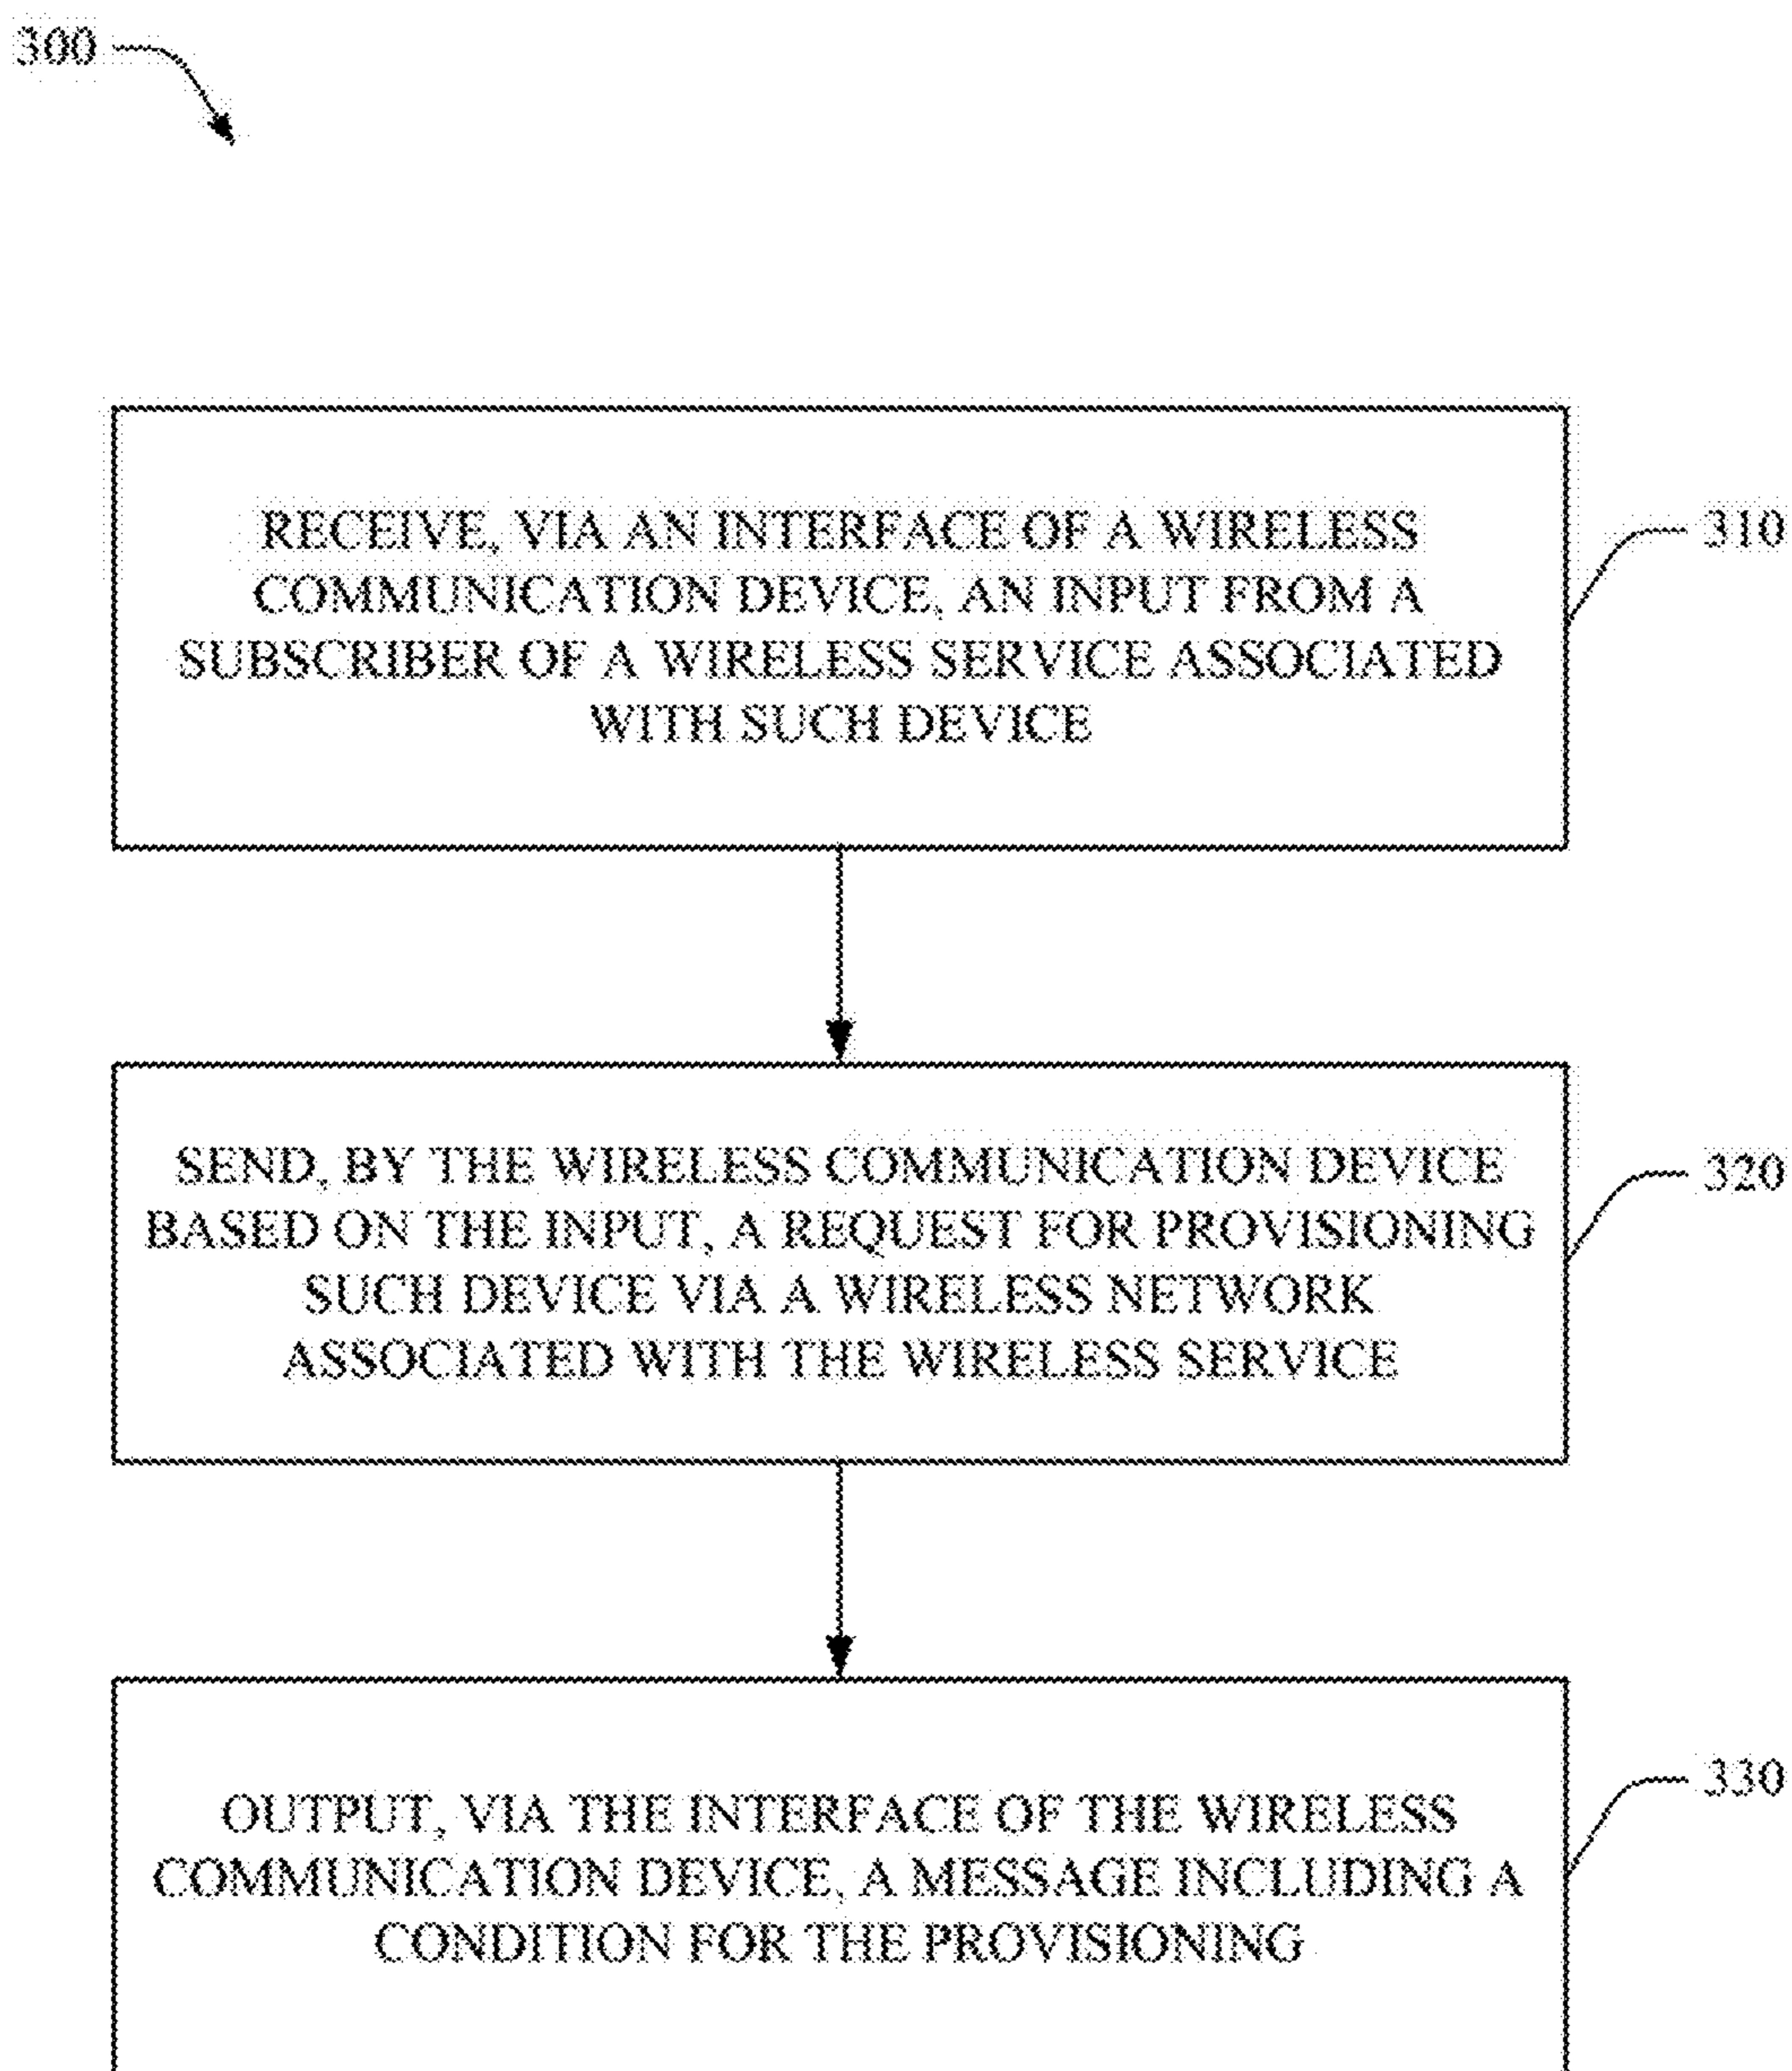 300
RECEIVE, VIA AN INTERFACE OF A WIRELESS
COMMUNICATION DEVICE, AN INPUT FROM A
SUBSCRIBER OF A WIRELESS SERVICE ASSOCIATED
WITH SUCH DEVICE
310
SEND, BY THE WIRELESS COMMUNICATION DEVICE
BASED ON THE INPUT, A REQUEST FOR PROVISIONING
SUCH DEVICE VIA A WIRELESS NETWORK
ASSOCIATED WITH THE WIRELESS SERVICE
320
OUTPUT, VIA THE INTERFACE OF THE WIRELESS
COMMUNICATION DEVICE, A MESSAGE INCLUDING A
CONDITION FOR THE PROVISIONING
330